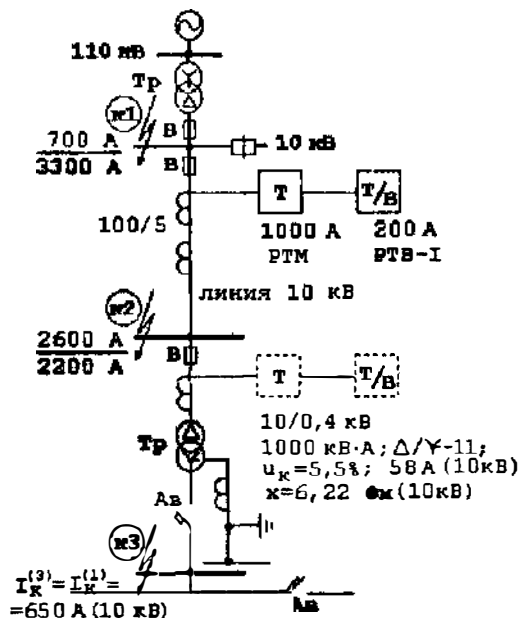 110 кВ
Тр
к1
В
700 А
3300 А
В
10 кВ
Т
Т/В
100/5
1000 А
200 А
РТМ
РТВ-I
линия 10 кВ
к2
2600 А
2200 А
В
Т
Т/В
10/0,4 кВ
Тр
1000 кВ·А; Δ/Y-11;
uк=5,5%; 58А(10кВ)
x=6,22 Ом(10кВ)
Ав
к3
Iк(3)=Iк(1)=
=650 А(10 кВ)
Ав